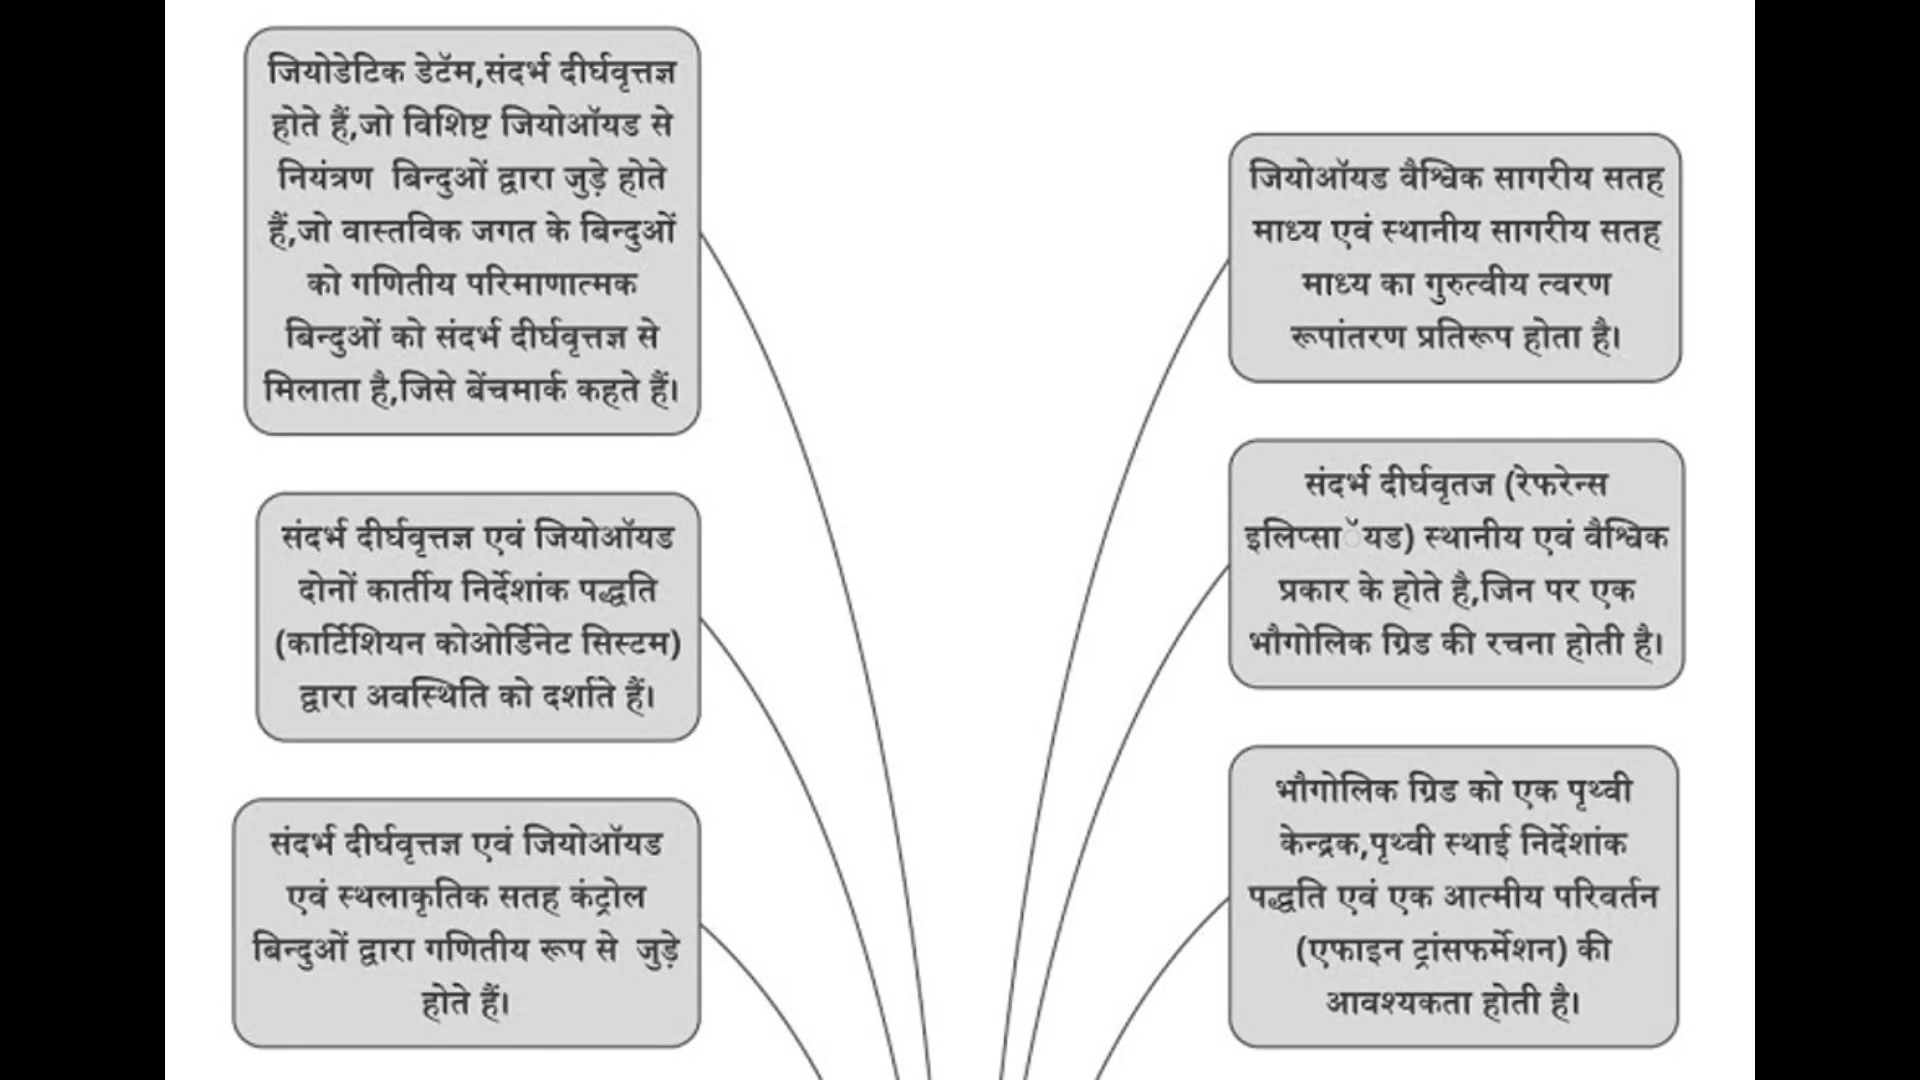 जियोडेटिक डेटॅम,संदर्भ दीर्घवृत्तज्ञ
होते हैं,जो विशिष्ट जियोऑयड से
नियंत्रण बिन्दुओं द्वारा जुड़े होते
हैं,जो वास्तविक जगत के बिन्दुओं
को गणितीय परिमाणात्मक
बिन्दुओं को संदर्भ दीर्घवृत्तज्ञ से
मिलाता है,जिसे बेंचमार्क कहते हैं।
संदर्भ दीर्घवृत्तज्ञ एवं जियोऑयड
दोनों कार्तीय निर्देशांक पद्धति
(कार्टिशियन कोओर्डिनेट सिस्टम)
द्वारा अवस्थिति को दर्शाते हैं।
संदर्भ दीर्घवृत्तज्ञ एवं जियोऑयड
एवं स्थलाकृतिक सतह कंट्रोल
बिन्दुओं द्वारा गणितीय रूप से जुड़े
होते हैं।
जियोऑयड वैश्विक सागरीय सतह
माध्य एवं स्थानीय सागरीय सतह
माध्य का गुरुत्वीय त्वरण
रूपांतरण प्रतिरूप होता है।
संदर्भ दीर्घवृतज (रेफरेन्स
इलिप्साॅयड) स्थानीय एवं वैश्विक
प्रकार के होते है,जिन पर एक
भौगोलिक ग्रिड की रचना होती है।
भौगोलिक ग्रिड को एक पृथ्वी
केन्द्रक,पृथ्वी स्थाई निर्देशांक
पद्धति एवं एक आत्मीय परिवर्तन
(एफाइन ट्रांसफर्मेशन) की
आवश्यकता होती है।